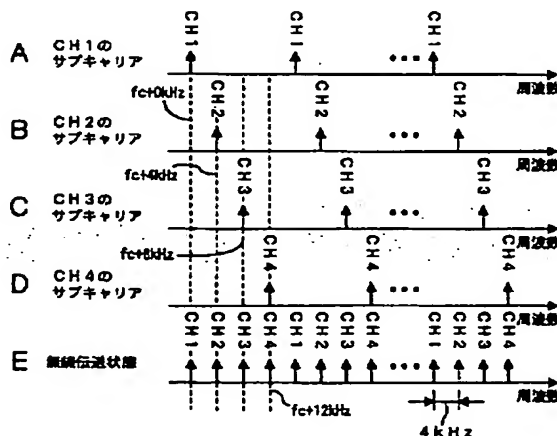 CH1 CH1 CH1
A CH1の
サブキャリア
•••
周波数
fc+0kHz
CH2 CH2 CH2
B CH2の
サブキャリア
•••
周波数
fc+4kHz
CH3 CH3 CH3
C CH3の
サブキャリア
•••
周波数
fc+8kHz
CH4 CH4 CH4
D CH4の
サブキャリア
•••
周波数
CH1 CH2 CH3 CH4 CH1 CH2 CH3 CH4 ••• CH1 CH2 CH3 CH4
E 無線伝送状態
周波数
fc+12kHz
4kHz